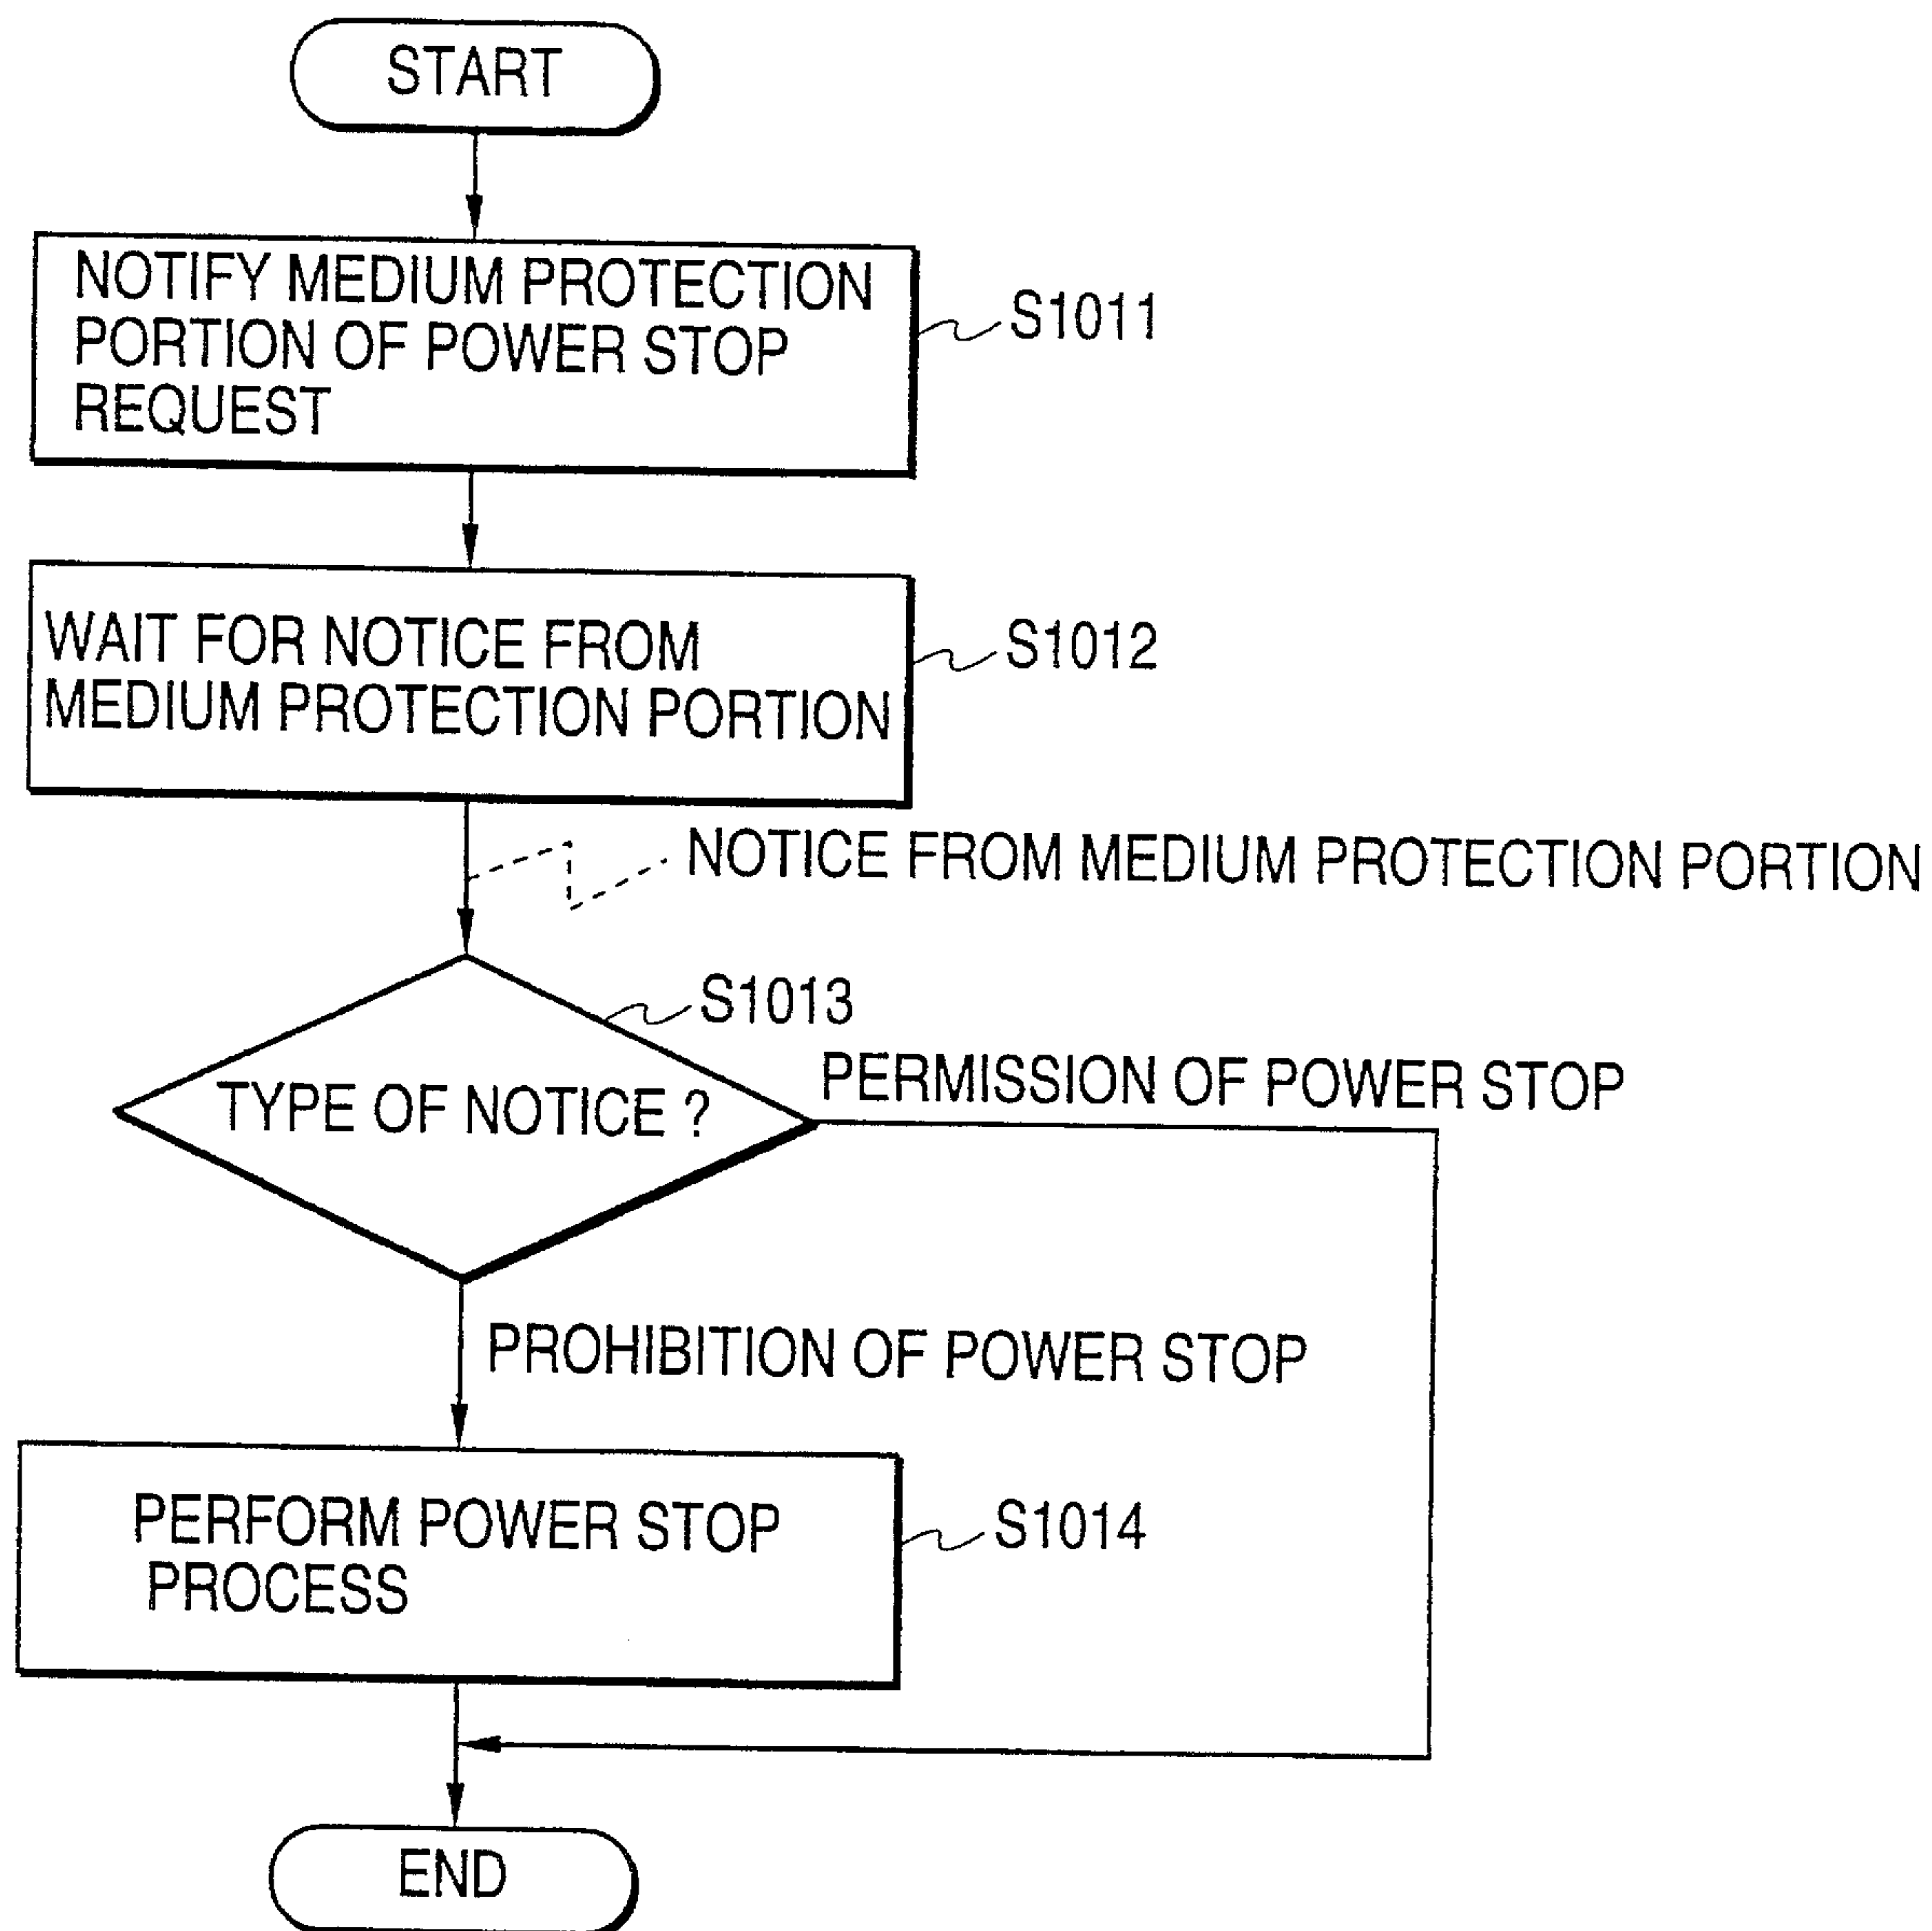 START
NOTIFY MEDIUM PROTECTION
PORTION OF POWER STOP
REQUEST
S1011
WAIT FOR NOTICE FROM
MEDIUM PROTECTION PORTION
S1012
NOTICE FROM MEDIUM PROTECTION PORTION
S1013
TYPE OF NOTICE ?
PERMISSION OF POWER STOP
PROHIBITION OF POWER STOP
PERFORM POWER STOP
PROCESS
S1014
END